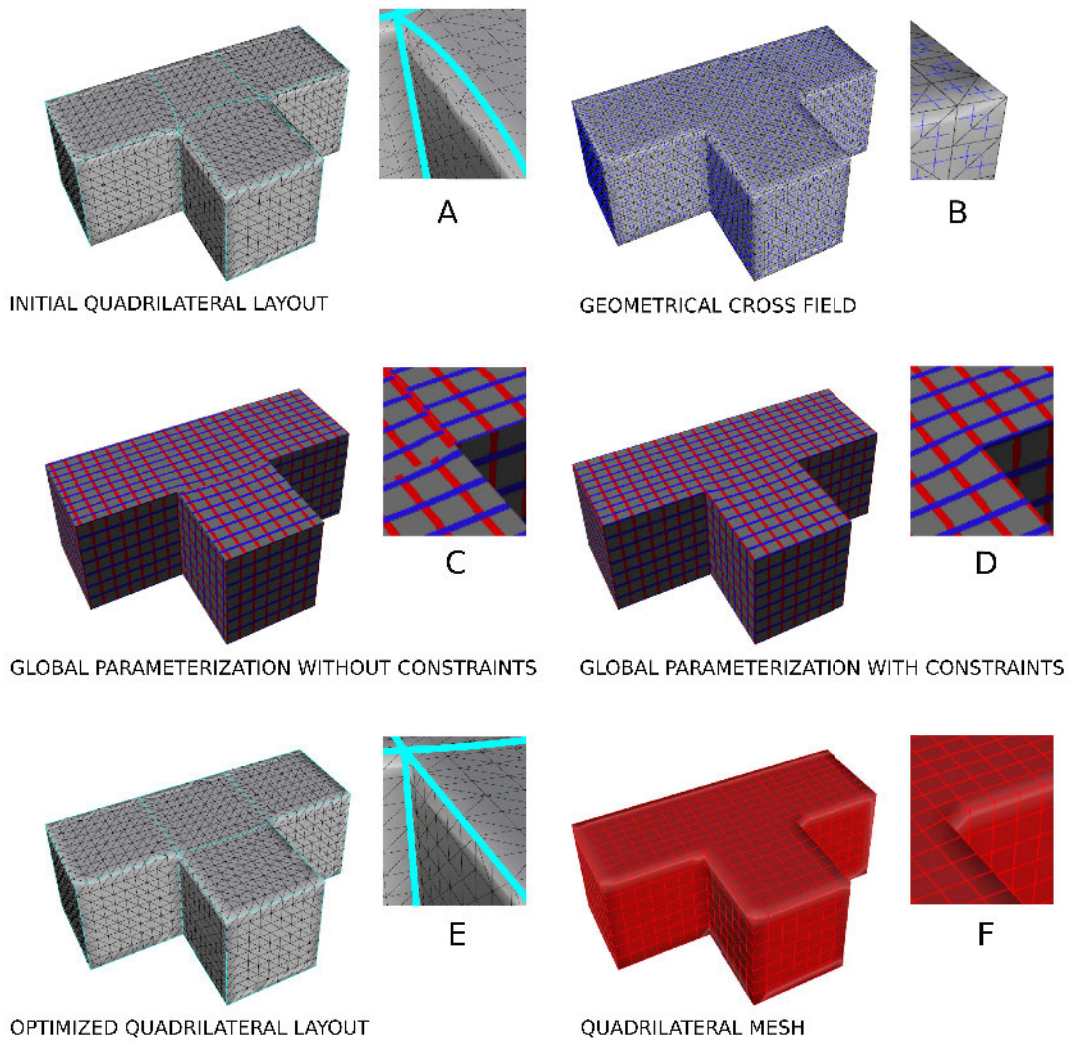 A
B
INITIAL QUADRILATERAL LAYOUT
GEOMETRICAL CROSS FIELD
C
D
GLOBAL PARAMETERIZATION WITHOUT CONSTRAINTS
GLOBAL PARAMETERIZATION WITH CONSTRAINTS
E
F
OPTIMIZED QUADRILATERAL LAYOUT
QUADRILATERAL MESH